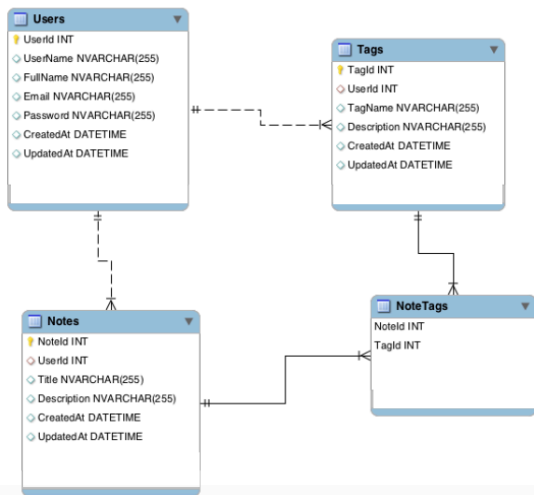 Users
UserId INT
UserName NVARCHAR(255)
FullName NVARCHAR(255)
Email NVARCHAR(255)
Password NVARCHAR(255)
CreatedAt DATETIME
UpdatedAt DATETIME
Tags
TagId INT
UserId INT
TagName NVARCHAR(255)
Description NVARCHAR(255)
CreatedAt DATETIME
UpdatedAt DATETIME
Notes
NoteId INT
UserId INT
Title NVARCHAR(255)
Description NVARCHAR(255)
CreatedAt DATETIME
UpdatedAt DATETIME
NoteTags
NoteId INT
TagId INT